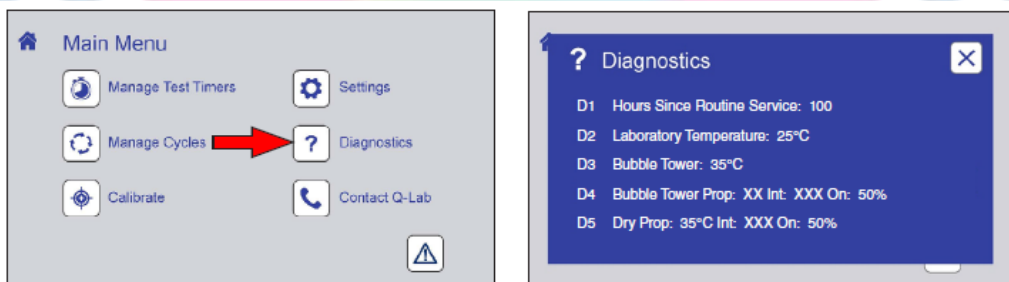 Main Menu
Manage Test Timers
Settings
Manage Cycles
? Diagnostics
Calibrate
Contact Q-Lab
? Diagnostics
D1 Hours Since Routine Service: 100
D2 Laboratory Temperature: 25°C
D3 Bubble Tower: 35°C
D4 Bubble Tower Prop: XX Int: XXX On: 50%
D5 Dry Prop: 35°C Int: XXX On: 50%